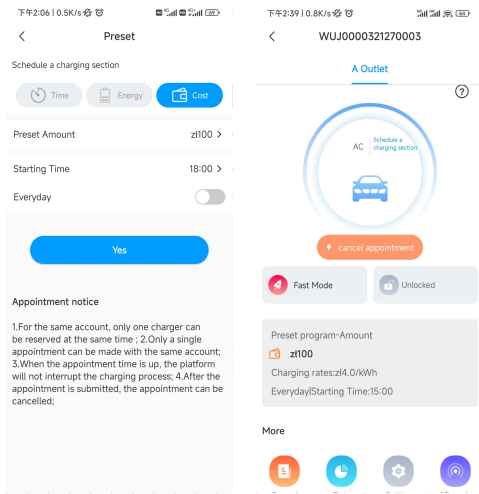 下午2:06 | 0.5K/s
4G
4G
69
Preset
Schedule a charging section
Time
Energy
Cost
Preset Amount
zł100 >
Starting Time
18:00 >
Everyday
Yes
Appointment notice
1.For the same account, only one charger can
be reserved at the same time ; 2.Only a single
appointment can be made with the same account;
3.When the appointment time is up, the platform
will not interrupt the charging process; 4.After the
appointment is submitted, the appointment can be
cancelled;
下午2:39 | 0.8K/s
WUJ0000321270003
A Outlet
?
AC
Schedule a
charging section
cancel appointment
Fast Mode
Unlocked
Preset program-Amount
zł100
Charging rates:zł4.0/kWh
Everyday|Starting Time:15:00
More